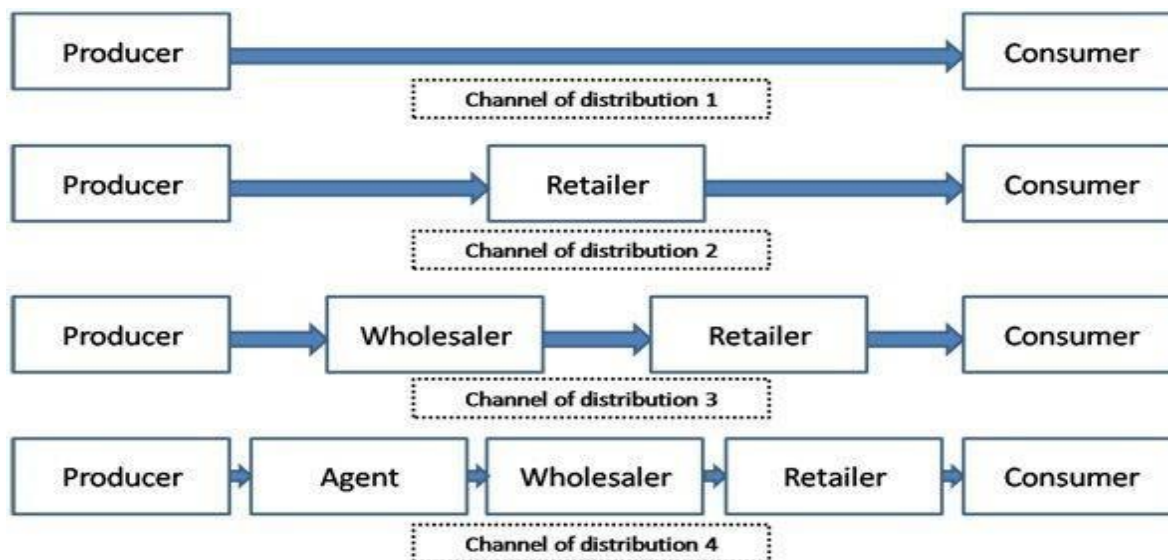 Producer Consumer
Channel of distribution 1
Producer Retailer Consumer
Channel of distribution 2
Producer Wholesaler Retailer Consumer
Channel of distribution 3
Producer Agent Wholesaler Retailer Consumer
Channel of distribution 4